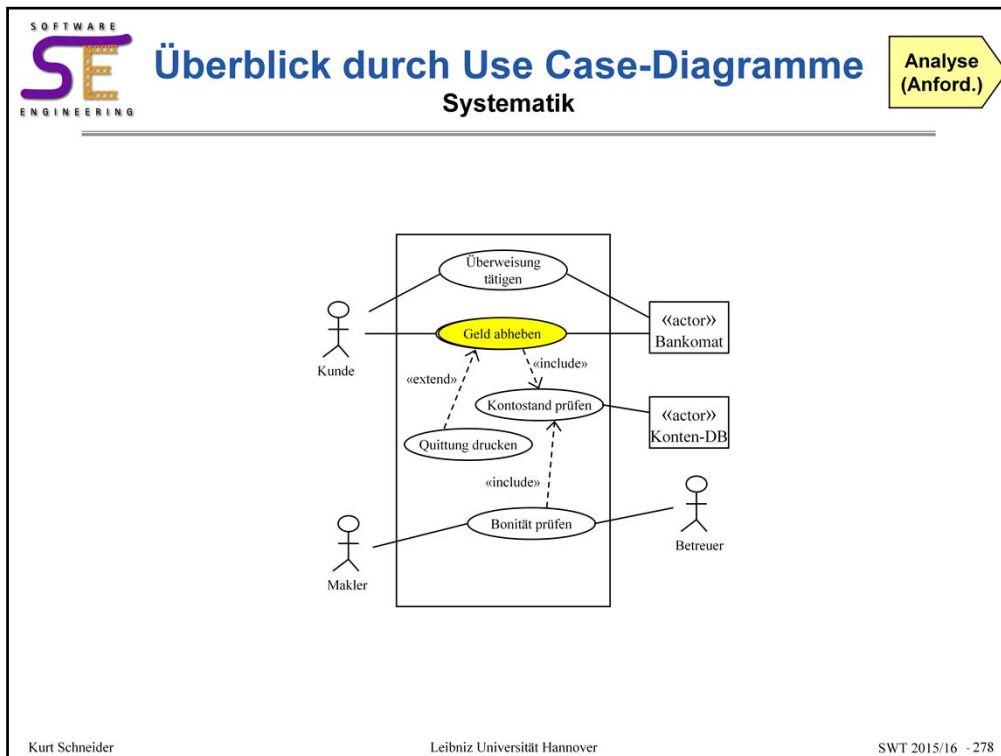 SOFTWARE
SE
ENGINEERING
Überblick durch Use Case-Diagramme
Systematik
Analyse
(Anford.)
Überweisung
tätigen
Geld abheben
«actor»
Bankomat
Kunde
«extend»
«include»
Kontostand prüfen
«actor»
Konten-DB
Quittung drucken
«include»
Bonität prüfen
Betreuer
Makler
Kurt Schneider
Leibniz Universität Hannover
SWT 2015/16 - 278